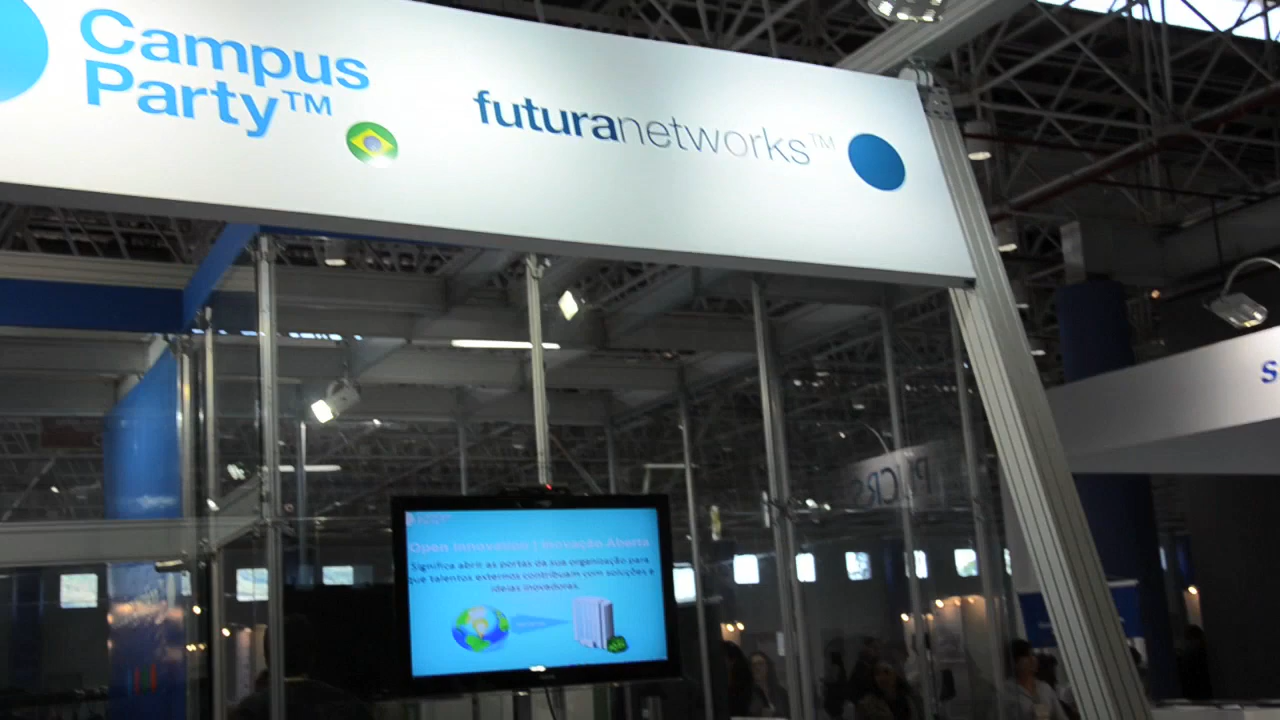 Campus
Party™
futuranetworks™
Open Innovation | Inovação Aberta
Significa abrir as portas da sua organização para
que talentos externos contribuam com soluções e
ideias inovadoras.
PUCRS
S